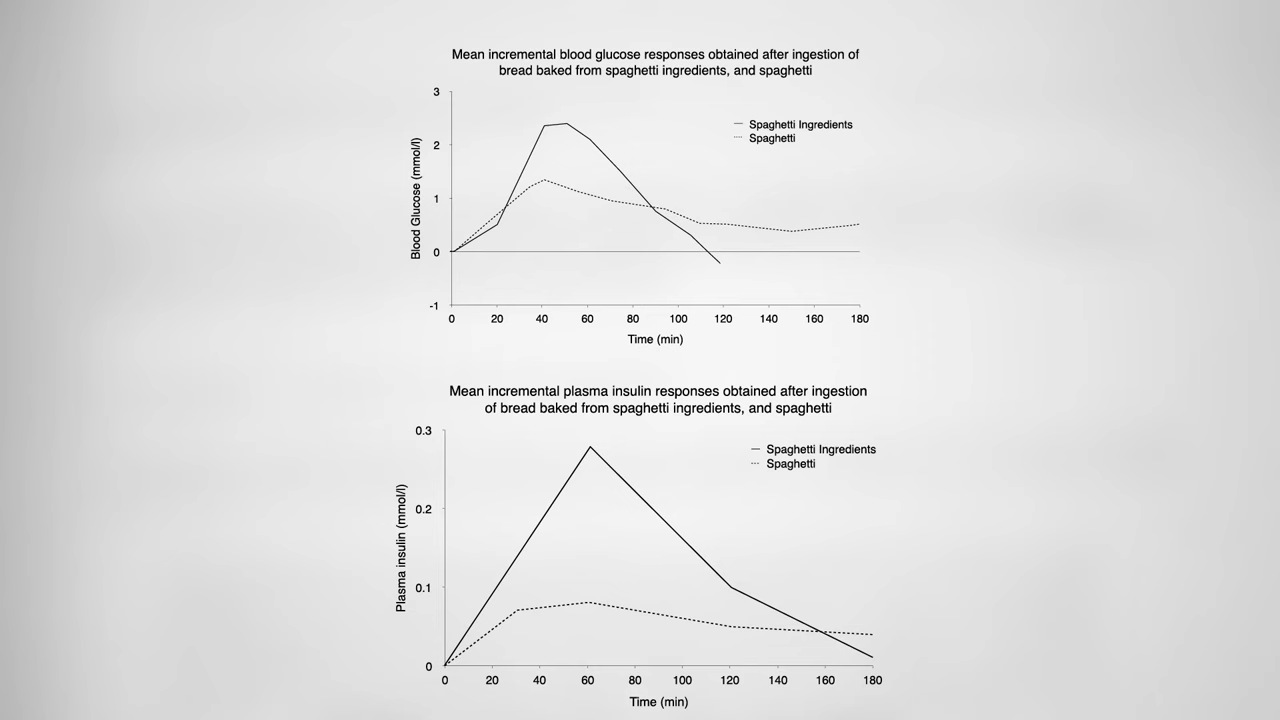 Mean incremental blood glucose responses obtained after ingestion of
bread baked from spaghetti ingredients, and spaghetti
3
2
1
0
-1
Blood Glucose (mmol/l)
Spaghetti Ingredients
Spaghetti
0 20 40 60 80 100 120 140 160 180
Time (min)
Mean incremental plasma insulin responses obtained after ingestion
of bread baked from spaghetti ingredients, and spaghetti
0.3
0.2
0.1
0
Plasma insulin (mmol/l)
Spaghetti Ingredients
Spaghetti
0 20 40 60 80 100 120 140 160 180
Time (min)